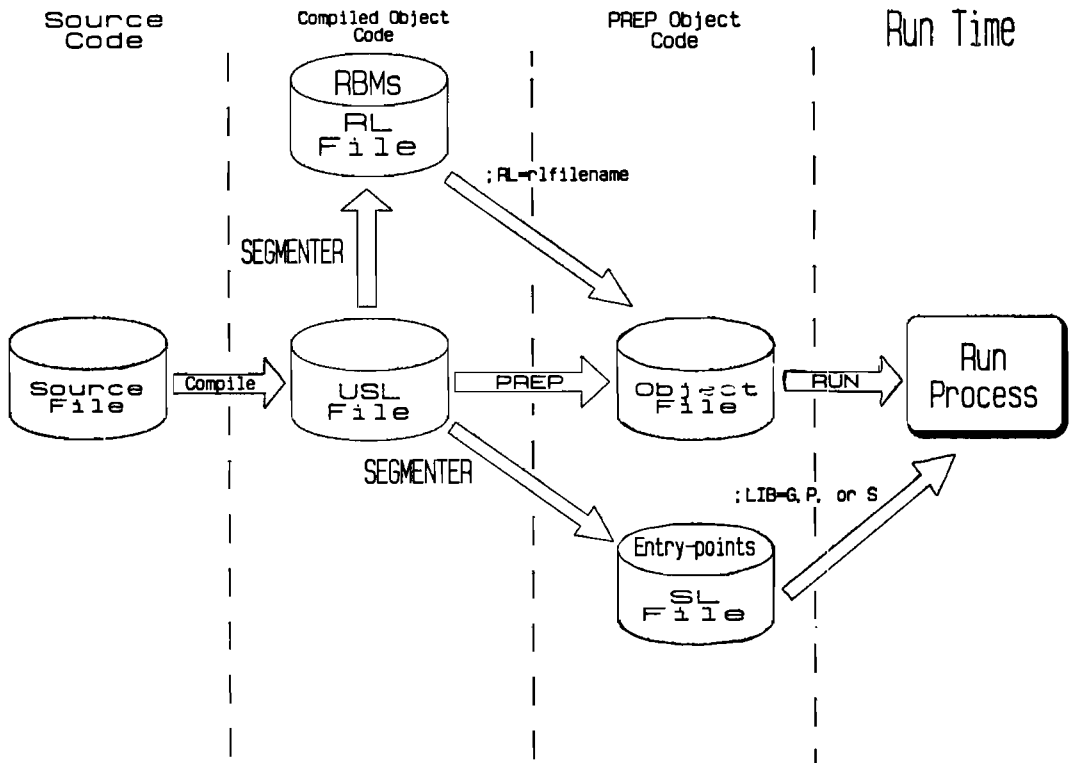 Source
Code
Compiled Object
Code
PREP Object
Code
Run Time
RBMs
RL
File
;RL=rlfilename
SEGMENTER
Source
File
Compile
USL
File
PREP
Object
File
RUN
Run
Process
SEGMENTER
;LIB=G,P, or S
Entry-points
SL
File